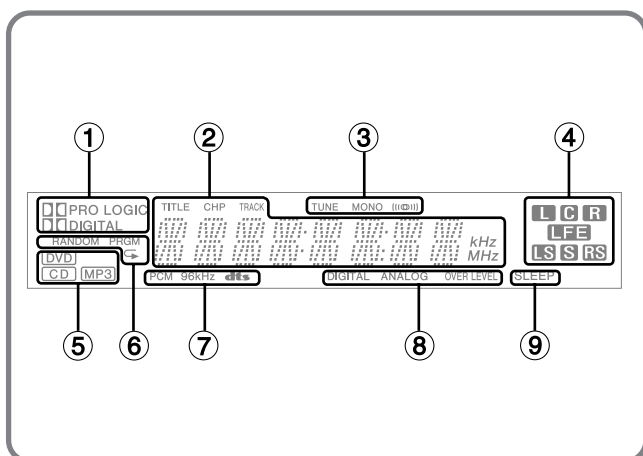 ① ② ③ ④
PRO LOGIC TITLE CHP TRACK TUNE MONO L C R
DIGITAL LFE
RANDOM PRGM kHz
DVD MHz LS S RS
CD MP3 PCM 96kHz dts DIGITAL ANALOG OVER LEVEL SLEEP
⑤ ⑥ ⑦ ⑧ ⑨